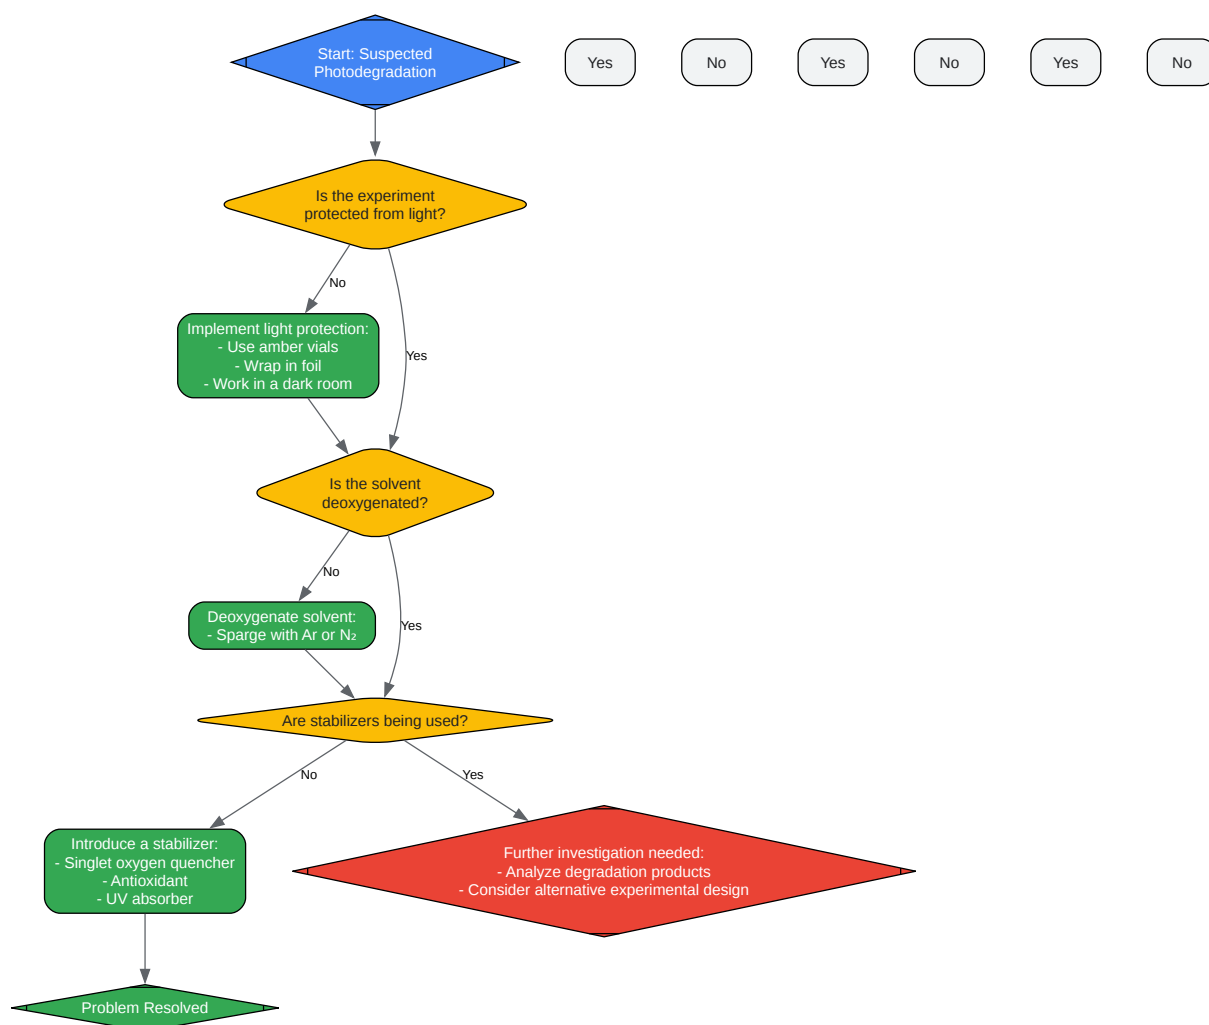 Start: Suspected
Photodegradation
Yes
No
Yes
No
Yes
No
Is the experiment
protected from light?
No
Implement light protection:
- Use amber vials
- Wrap in foil
- Work in a dark room
Yes
Is the solvent
deoxygenated?
No
Deoxygenate solvent:
- Sparge with Ar or N₂
Yes
Are stabilizers being used?
No
Yes
Introduce a stabilizer:
- Singlet oxygen quencher
- Antioxidant
- UV absorber
Further investigation needed:
- Analyze degradation products
- Consider alternative experimental design
Problem Resolved